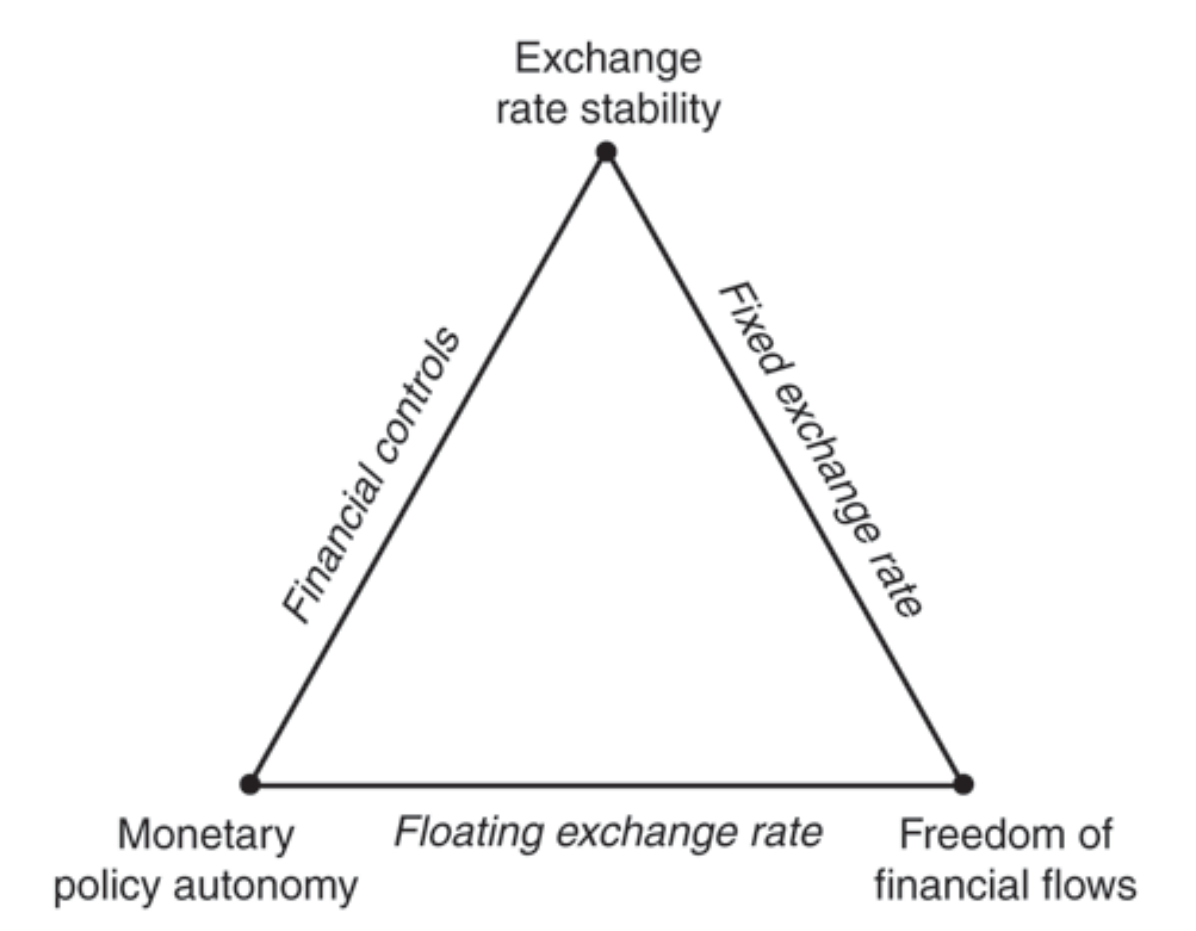 Exchange
rate stability
Financial controls
Fixed exchange rate
Monetary
policy autonomy
Floating exchange rate
Freedom of
financial flows